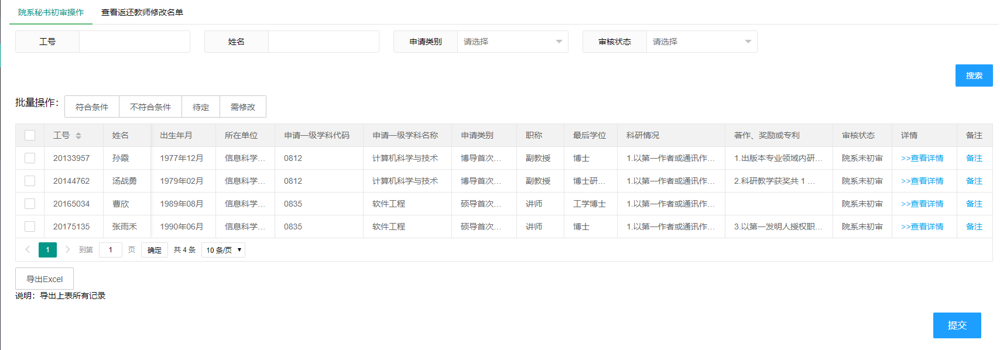 院系秘书初审操作 查看返还教师修改名单
工号 姓名 申请类别 请选择 审核状态 请选择
搜索
批量操作： 符合条件 不符合条件 待定 需修改
工号 姓名 出生年月 所在单位 申请一级学科代码 申请一级学科名称 申请类别 职称 最后学位 科研情况 著作、奖励或专利 审核状态 详情 备注
20133957 孙霞 1977年12月 信息科学... 0812 计算机科学与技术 博导首次... 副教授 博士 1.以第一作者或通讯作... 1.出版本专业领域内研... 院系未初审 >>查看详情 备注
20144762 汤战勇 1979年02月 信息科学... 0812 计算机科学与技术 博导首次... 副教授 博士研... 1.以第一作者或通讯作... 2.科研教学获奖共 1 ... 院系未初审 >>查看详情 备注
20165034 曹欣 1989年08月 信息科学... 0835 软件工程 硕导首次... 讲师 工学博士 1.以第一作者或通讯作... 院系未初审 >>查看详情 备注
20175135 张雨禾 1990年06月 信息科学... 0835 软件工程 硕导首次... 讲师 博士 1.以第一作者或通讯作... 3.以第一发明人授权职... 院系未初审 >>查看详情 备注
1 到第 1 页 确定 共 4 条 10 条/页
导出Excel
说明：导出上表所有记录
提交